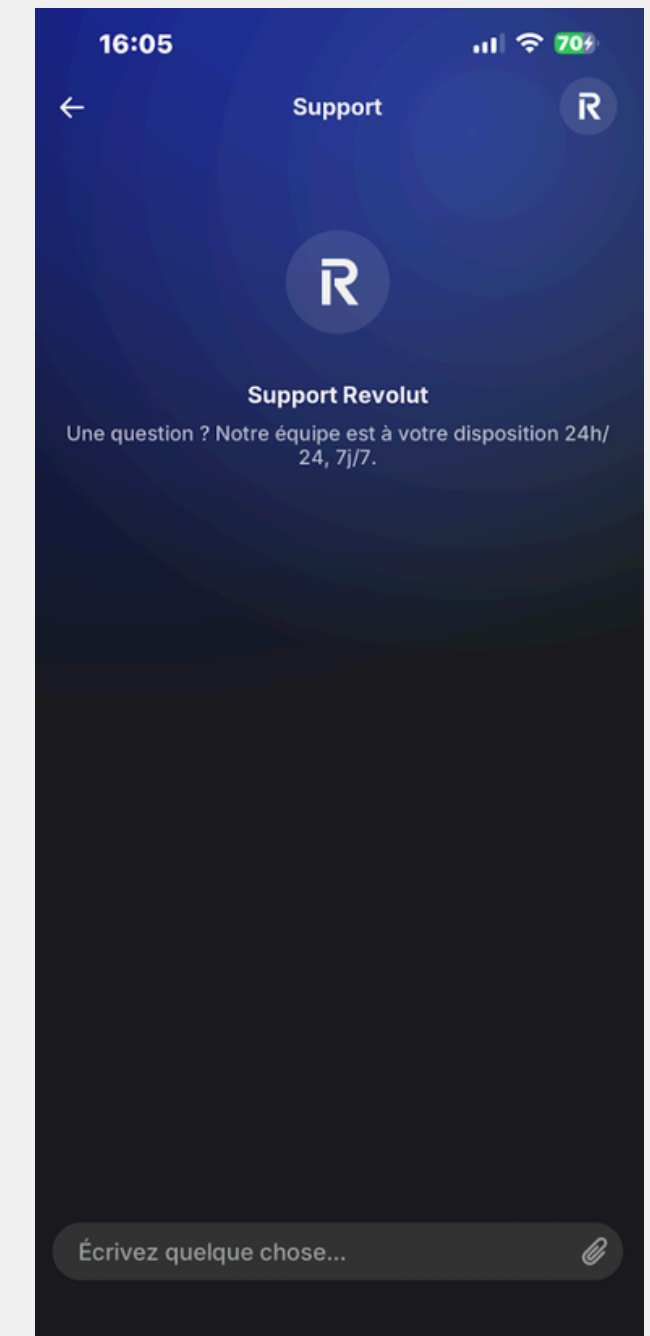 16:05
70
Support
R
R
Support Revolut
Une question ? Notre équipe est à votre disposition 24h/
24, 7j/7.
Écrivez quelque chose...